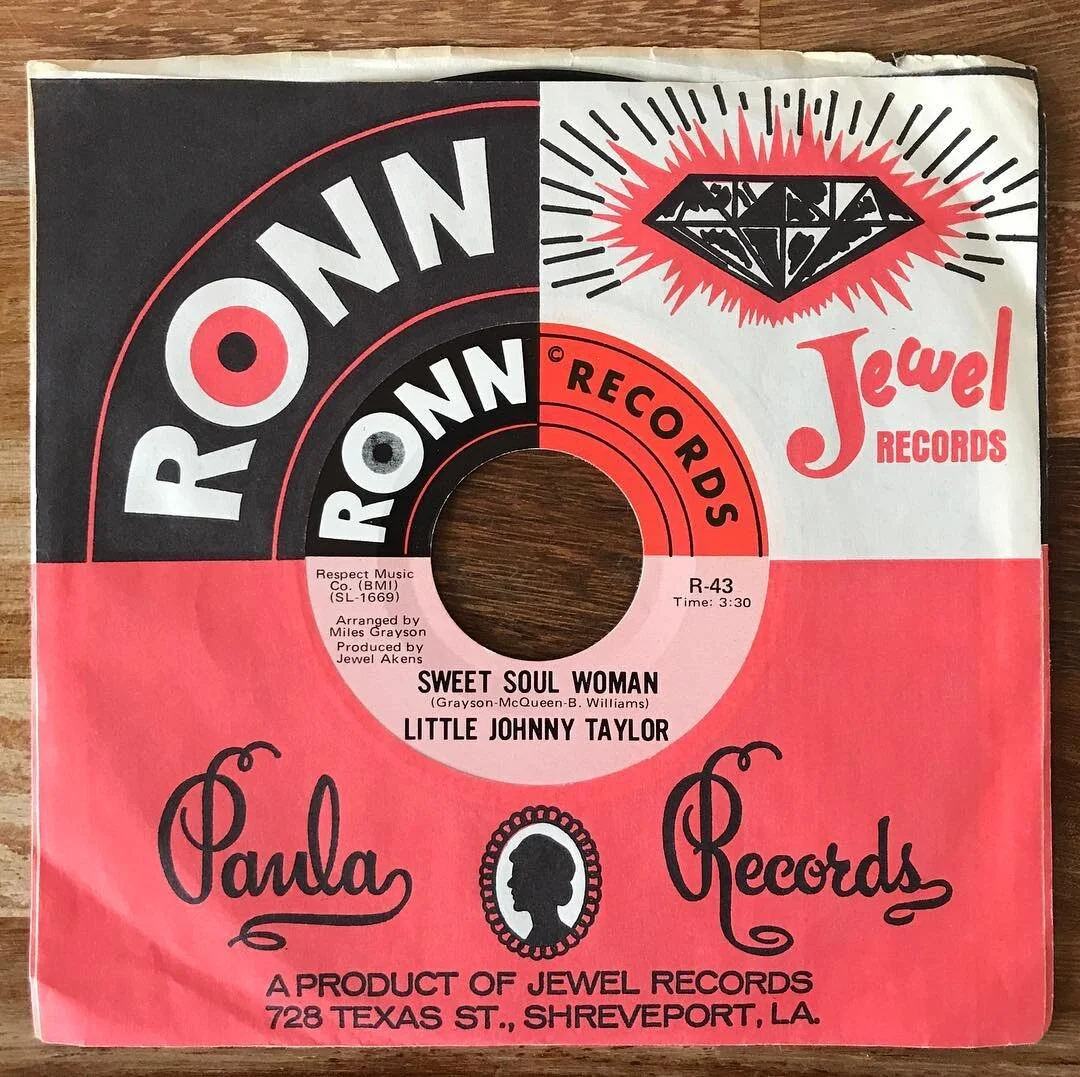 RONN
Jewel
RECORDS
RONN
© RECORDS
Respect Music
Co. (BMI)
(SL-1669)
Arranged by
Miles Grayson
Produced by
Jewel Akens
R-43
Time: 3:30
SWEET SOUL WOMAN
(Grayson-McQueen-B. Williams)
LITTLE JOHNNY TAYLOR
Paula Records
A PRODUCT OF JEWEL RECORDS
728 TEXAS ST., SHREVEPORT, LA.